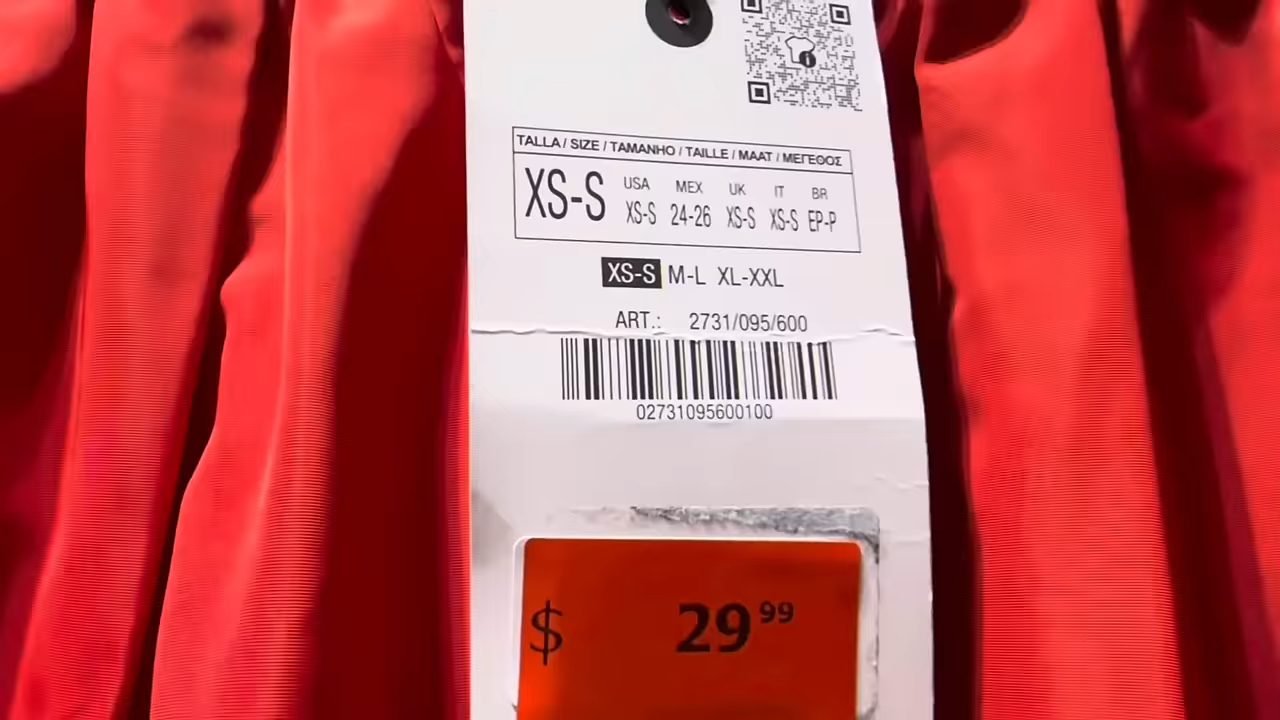 TALLA / SIZE / TAMANHO / TAILLE / MAAT / ΜΕΓΕΘΟΣ
XS-S USA MEX UK IT BR
XS-S 24-26 XS-S XS-S EP-P
XS-S M-L XL-XXL
ART.: 2731/095/600
02731095600100
$ 29 99